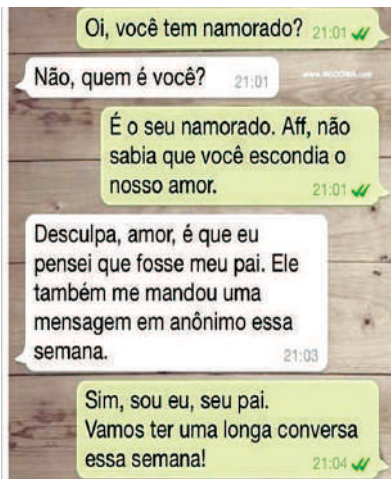 Oi, você tem namorado? 21:01
Não, quem é você? 21:01
É o seu namorado. Aff, não
sabia que você escondia o
nosso amor. 21:01
Desculpa, amor, é que eu
pensei que fosse meu pai. Ele
também me mandou uma
mensagem em anônimo essa
semana. 21:03
Sim, sou eu, seu pai.
Vamos ter uma longa conversa
essa semana! 21:04